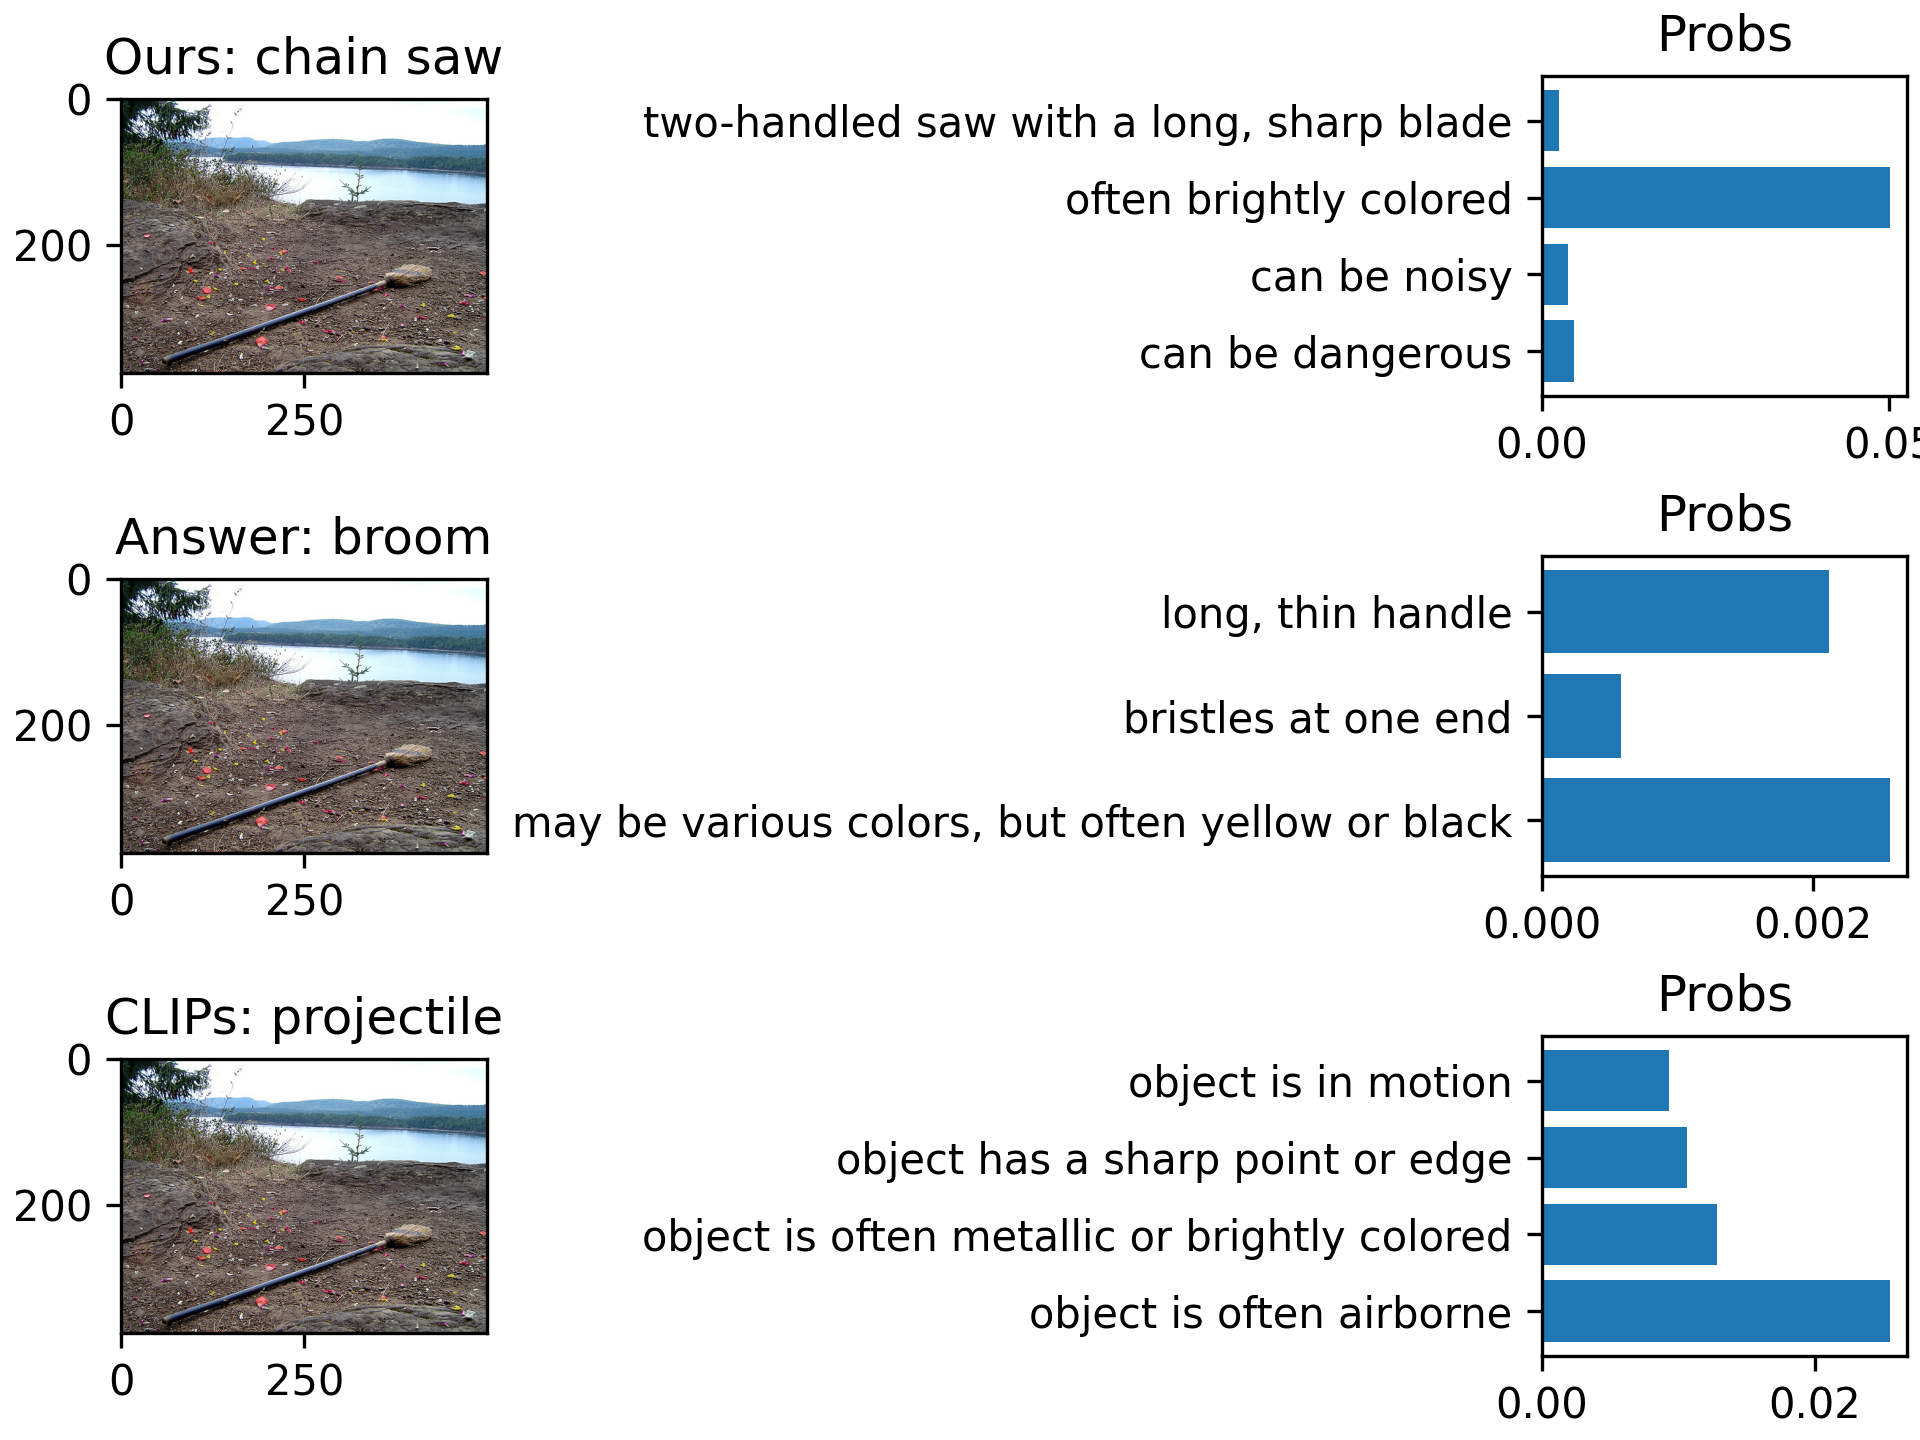 Ours: chain saw
0
200
0
250
Probs
two-handled saw with a long, sharp blade
often brightly colored
can be noisy
can be dangerous
0.00
0.05
Answer: broom
0
200
0
250
Probs
long, thin handle
bristles at one end
may be various colors, but often yellow or black
0.000
0.002
CLIPs: projectile
0
200
0
250
Probs
object is in motion
object has a sharp point or edge
object is often metallic or brightly colored
object is often airborne
0.00
0.02